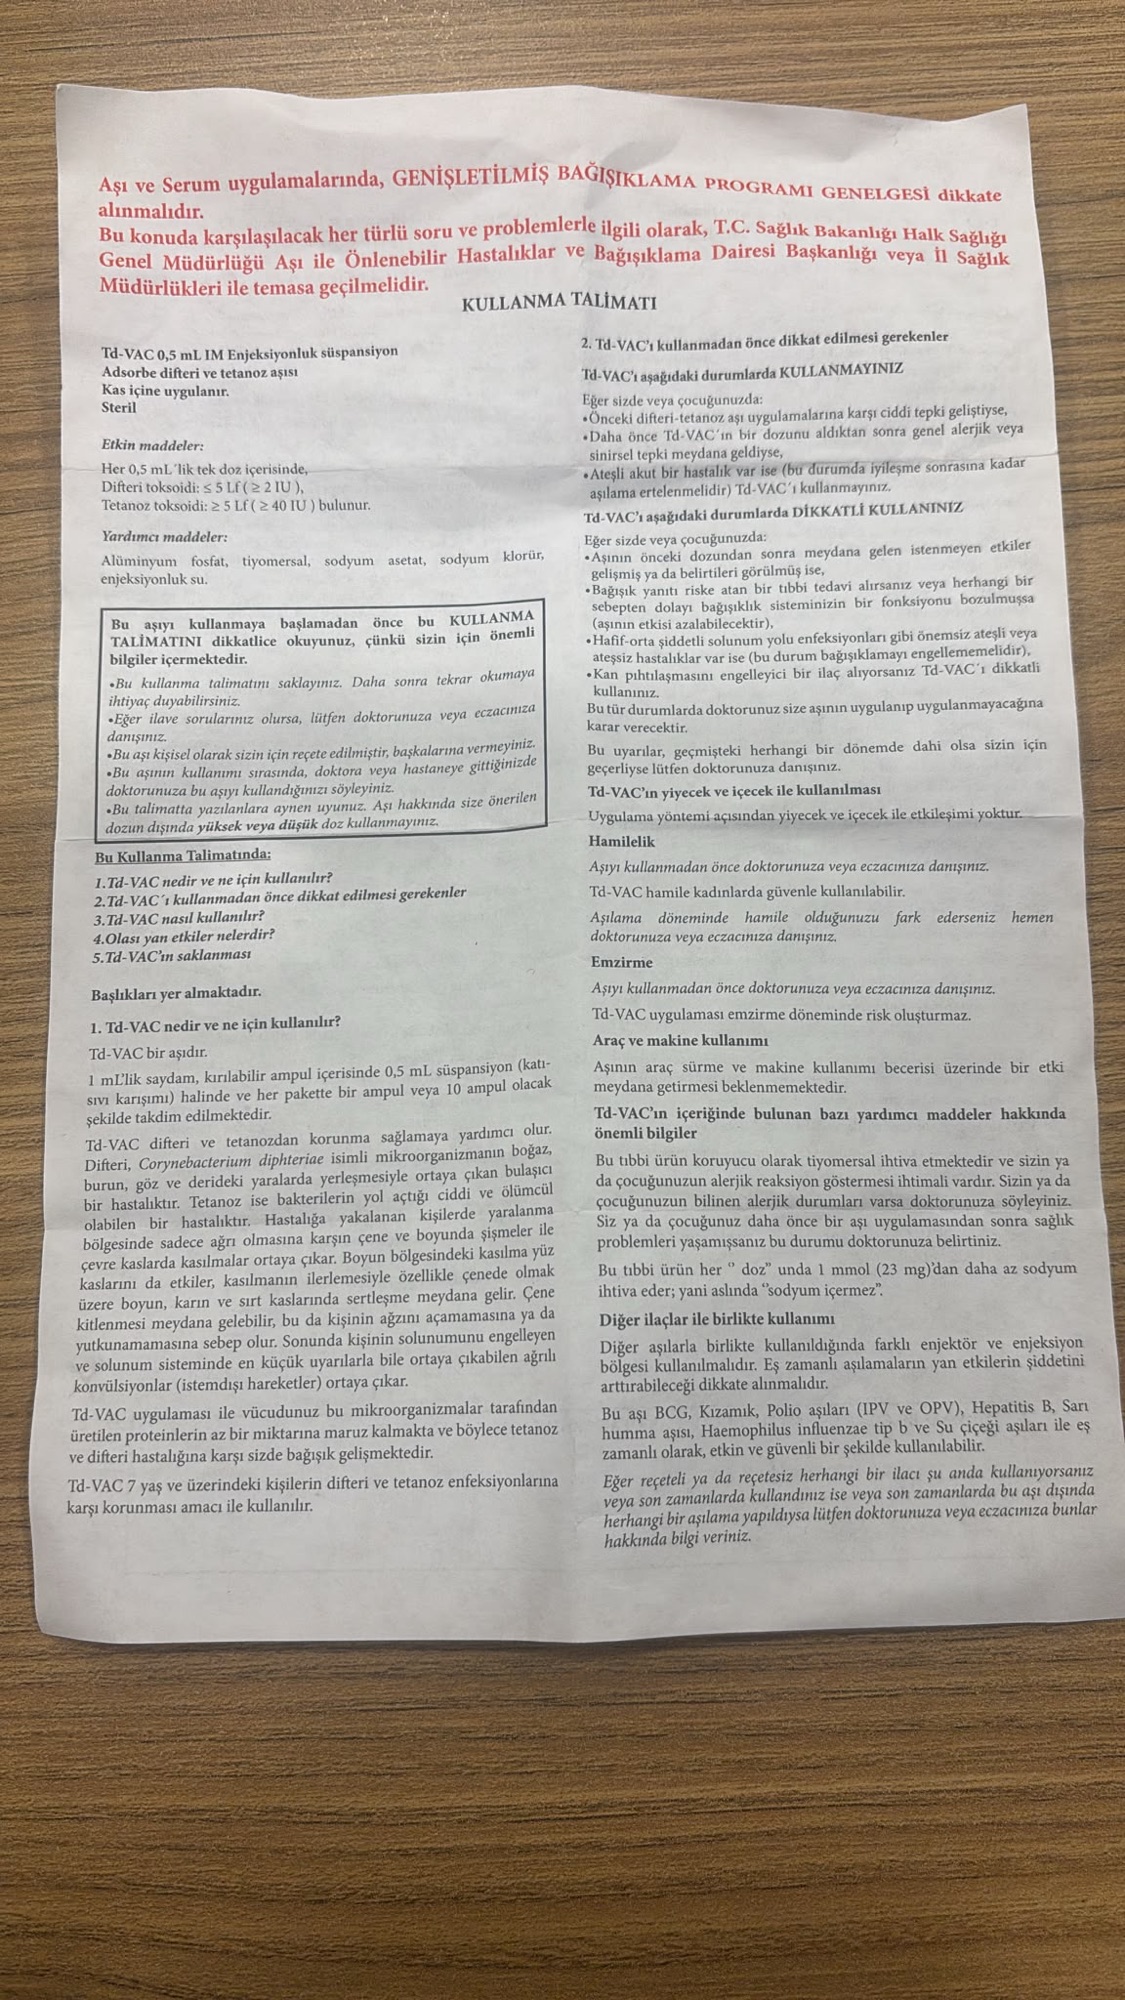 Aşı ve Serum uygulamalarında, GENİŞLETİLMİŞ BAĞIŞIKLAMA PROGRAMI GENELGESİ dikkate
alınmalıdır.
Bu konuda karşılaşılacak her türlü soru ve problemlerle ilgili olarak, T.C. Sağlık Bakanlığı Halk Sağlığı
Genel Müdürlüğü Aşı ile Önlenebilir Hastalıklar ve Bağışıklama Dairesi Başkanlığı veya İl Sağlık
Müdürlükleri ile temasa geçilmelidir.
KULLANMA TALİMATI
Td-VAC 0,5 mL IM Enjeksiyonluk süspansiyon
Adsorbe difteri ve tetanoz aşısı
Kas içine uygulanır.
Steril
Etkin maddeler:
Her 0,5 mL´lik tek doz içerisinde,
Difteri toksoidi: ≤ 5 Lf ( ≥ 2 IU ),
Tetanoz toksoidi: ≥ 5 Lf ( ≥ 40 IU ) bulunur.
Yardımcı maddeler:
Alüminyum fosfat, tiyomersal, sodyum asetat, sodyum klorür,
enjeksiyonluk su.
Bu aşıyı kullanmaya başlamadan önce bu KULLANMA
TALİMATINI dikkatlice okuyunuz, çünkü sizin için önemli
bilgiler içermektedir.
•Bu kullanma talimatını saklayınız. Daha sonra tekrar okumaya
ihtiyaç duyabilirsiniz.
•Eğer ilave sorularınız olursa, lütfen doktorunuza veya eczacınıza
danışınız.
•Bu aşı kişisel olarak sizin için reçete edilmiştir, başkalarına vermeyiniz.
•Bu aşının kullanımı sırasında, doktora veya hastaneye gittiğinizde
doktorunuza bu aşıyı kullandığınızı söyleyiniz.
•Bu talimatta yazılanlara aynen uyunuz. Aşı hakkında size önerilen
dozun dışında yüksek veya düşük doz kullanmayınız.
Bu Kullanma Talimatında:
1.Td-VAC nedir ve ne için kullanılır?
2.Td-VAC´ı kullanmadan önce dikkat edilmesi gerekenler
3.Td-VAC nasıl kullanılır?
4.Olası yan etkiler nelerdir?
5.Td-VAC'ın saklanması
Başlıkları yer almaktadır.
1. Td-VAC nedir ve ne için kullanılır?
Td-VAC bir aşıdır.
1 mL'lik saydam, kırılabilir ampul içerisinde 0,5 mL süspansiyon (katı-
sıvı karışımı) halinde ve her pakette bir ampul veya 10 ampul olacak
şekilde takdim edilmektedir.
Td-VAC difteri ve tetanozdan korunma sağlamaya yardımcı olur.
Difteri, Corynebacterium diphteriae isimli mikroorganizmanın boğaz,
burun, göz ve derideki yaralarda yerleşmesiyle ortaya çıkan bulaşıcı
bir hastalıktır. Tetanoz ise bakterilerin yol açtığı ciddi ve ölümcül
olabilen bir hastalıktır. Hastalığa yakalanan kişilerde yaralanma
bölgesinde sadece ağrı olmasına karşın çene ve boyunda şişmeler ile
çevre kaslarda kasılmalar ortaya çıkar. Boyun bölgesindeki kasılma yüz
kaslarını da etkiler, kasılmanın ilerlemesiyle özellikle çenede olmak
üzere boyun, karın ve sırt kaslarında sertleşme meydana gelir. Çene
kitlenmesi meydana gelebilir, bu da kişinin ağzını açamamasına ya da
yutkunamamasına sebep olur. Sonunda kişinin solunumunu engelleyen
ve solunum sisteminde en küçük uyarılarla bile ortaya çıkabilen ağrılı
konvülsiyonlar (istemdışı hareketler) ortaya çıkar.
Td-VAC uygulaması ile vücudunuz bu mikroorganizmalar tarafından
üretilen proteinlerin az bir miktarına maruz kalmakta ve böylece tetanoz
ve difteri hastalığına karşı sizde bağışık gelişmektedir.
Td-VAC 7 yaş ve üzerindeki kişilerin difteri ve tetanoz enfeksiyonlarına
karşı korunması amacı ile kullanılır.
2. Td-VAC'ı kullanmadan önce dikkat edilmesi gerekenler
Td-VAC'ı aşağıdaki durumlarda KULLANMAYINIZ
Eğer sizde veya çocuğunuzda:
•Önceki difteri-tetanoz aşı uygulamalarına karşı ciddi tepki geliştiyse,
•Daha önce Td-VAC´ın bir dozunu aldıktan sonra genel alerjik veya
sinirsel tepki meydana geldiyse,
•Ateşli akut bir hastalık var ise (bu durumda iyileşme sonrasına kadar
aşılama ertelenmelidir) Td-VAC´ı kullanmayınız.
Td-VAC'ı aşağıdaki durumlarda DİKKATLİ KULLANINIZ
Eğer sizde veya çocuğunuzda:
•Aşının önceki dozundan sonra meydana gelen istenmeyen etkiler
gelişmiş ya da belirtileri görülmüş ise,
•Bağışık yanıtı riske atan bir tıbbi tedavi alırsanız veya herhangi bir
sebepten dolayı bağışıklık sisteminizin bir fonksiyonu bozulmuşsa
(aşının etkisi azalabilecektir),
•Hafif-orta şiddetli solunum yolu enfeksiyonları gibi önemsiz ateşli veya
ateşsiz hastalıklar var ise (bu durum bağışıklamayı engellememelidir),
•Kan pıhtılaşmasını engelleyici bir ilaç alıyorsanız Td-VAC´ı dikkatli
kullanınız.
Bu tür durumlarda doktorunuz size aşının uygulanıp uygulanmayacağına
karar verecektir.
Bu uyarılar, geçmişteki herhangi bir dönemde dahi olsa sizin için
geçerliyse lütfen doktorunuza danışınız.
Td-VAC'ın yiyecek ve içecek ile kullanılması
Uygulama yöntemi açısından yiyecek ve içecek ile etkileşimi yoktur.
Hamilelik
Aşıyı kullanmadan önce doktorunuza veya eczacınıza danışınız.
Td-VAC hamile kadınlarda güvenle kullanılabilir.
Aşılama döneminde hamile olduğunuzu fark ederseniz hemen
doktorunuza veya eczacınıza danışınız.
Emzirme
Aşıyı kullanmadan önce doktorunuza veya eczacınıza danışınız.
Td-VAC uygulaması emzirme döneminde risk oluşturmaz.
Araç ve makine kullanımı
Aşının araç sürme ve makine kullanımı becerisi üzerinde bir etki
meydana getirmesi beklenmemektedir.
Td-VAC'ın içeriğinde bulunan bazı yardımcı maddeler hakkında
önemli bilgiler
Bu tıbbi ürün koruyucu olarak tiyomersal ihtiva etmektedir ve sizin ya
da çocuğunuzun alerjik reaksiyon göstermesi ihtimali vardır. Sizin ya da
çocuğunuzun bilinen alerjik durumları varsa doktorunuza söyleyiniz.
Siz ya da çocuğunuz daha önce bir aşı uygulamasından sonra sağlık
problemleri yaşamışsanız bu durumu doktorunuza belirtiniz.
Bu tıbbi ürün her " doz" unda 1 mmol (23 mg)'dan daha az sodyum
ihtiva eder; yani aslında "sodyum içermez".
Diğer ilaçlar ile birlikte kullanımı
Diğer aşılarla birlikte kullanıldığında farklı enjektör ve enjeksiyon
bölgesi kullanılmalıdır. Eş zamanlı aşılamaların yan etkilerin şiddetini
arttırabileceği dikkate alınmalıdır.
Bu aşı BCG, Kızamık, Polio aşıları (IPV ve OPV), Hepatitis B, Sarı
humma aşısı, Haemophilus influenzae tip b ve Su çiçeği aşıları ile eş
zamanlı olarak, etkin ve güvenli bir şekilde kullanılabilir.
Eğer reçeteli ya da reçetesiz herhangi bir ilacı şu anda kullanıyorsanız
veya son zamanlarda kullandınız ise veya son zamanlarda bu aşı dışında
herhangi bir aşılama yapıldıysa lütfen doktorunuza veya eczacınıza bunlar
hakkında bilgi veriniz.